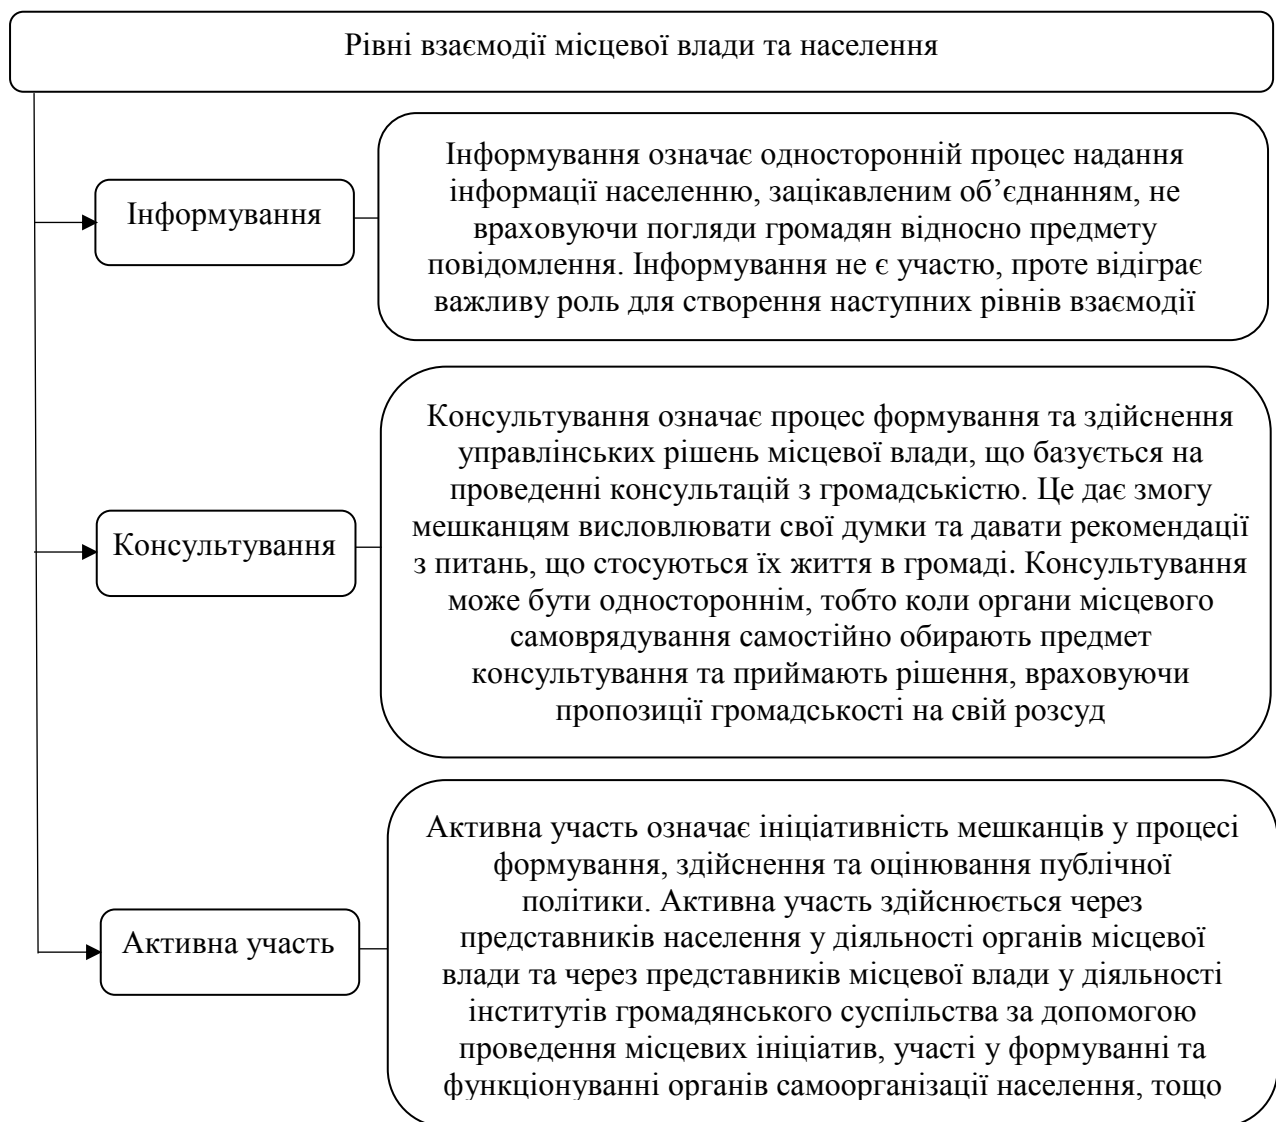 Рівні взаємодії місцевої влади та населення
Інформування
Інформування означає односторонній процес надання
інформації населенню, зацікавленим об’єднанням, не
враховуючи погляди громадян відносно предмету
повідомлення. Інформування не є участю, проте відіграє
важливу роль для створення наступних рівнів взаємодії
Консультування
Консультування означає процес формування та здійснення
управлінських рішень місцевої влади, що базується на
проведенні консультацій з громадськістю. Це дає змогу
мешканцям висловлювати свої думки та давати рекомендації
з питань, що стосуються їх життя в громаді. Консультування
може бути одностороннім, тобто коли органи місцевого
самоврядування самостійно обирають предмет
консультування та приймають рішення, враховуючи
пропозиції громадськості на свій розсуд
Активна участь
Активна участь означає ініціативність мешканців у процесі
формування, здійснення та оцінювання публічної
політики. Активна участь здійснюється через
представників населення у діяльності органів місцевої
влади та через представників місцевої влади у діяльності
інститутів громадянського суспільства за допомогою
проведення місцевих ініціатив, участі у формуванні та
функціонуванні органів самоорганізації населення, тощо